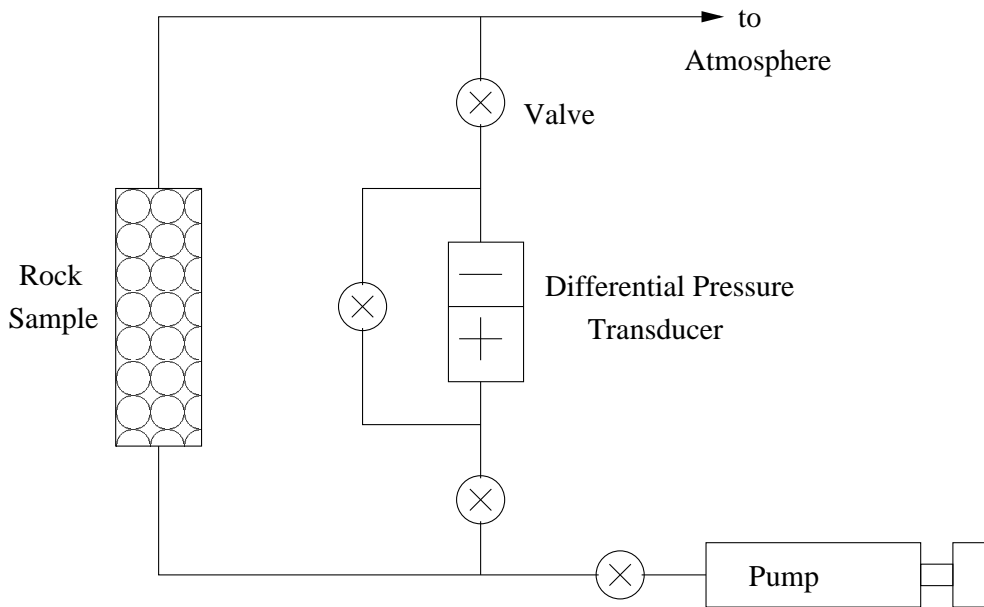 to
Atmosphere
Valve
Rock
Sample
Differential Pressure
Transducer
Pump